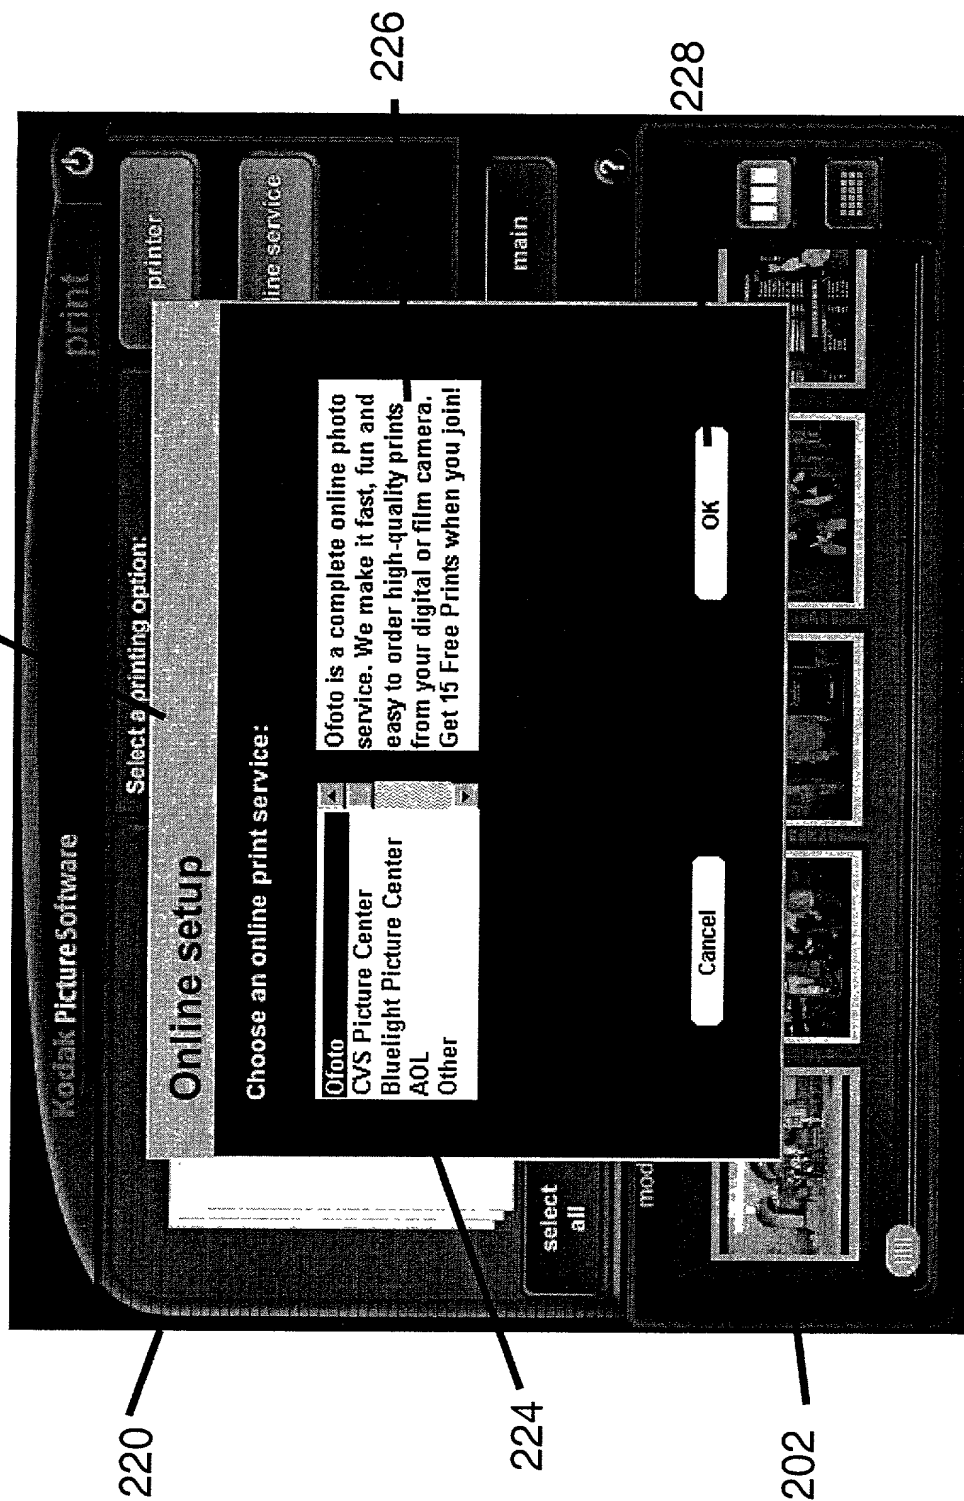 Kodak PictureSoftware
print
Select a printing option:
printer
line service
main
?
Online setup
Choose an online print service:
Ofoto
CVS Picture Center
Bluelight Picture Center
AOL
Other
Ofoto is a complete online photo
service. We make it fast, fun and
easy to order high-quality prints
from your digital or film camera.
Get 15 Free Prints when you join!
Cancel
OK
select
all
mod
220
224
202
226
228